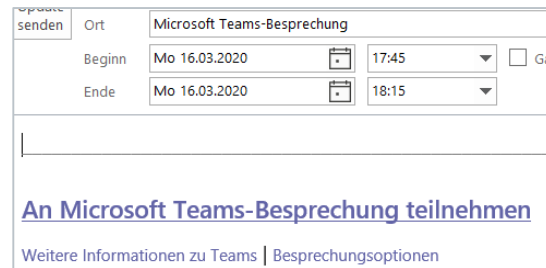 Update
senden Ort Microsoft Teams-Besprechung
Beginn Mo 16.03.2020 17:45
Ende Mo 16.03.2020 18:15
An Microsoft Teams-Besprechung teilnehmen
Weitere Informationen zu Teams | Besprechungsoptionen